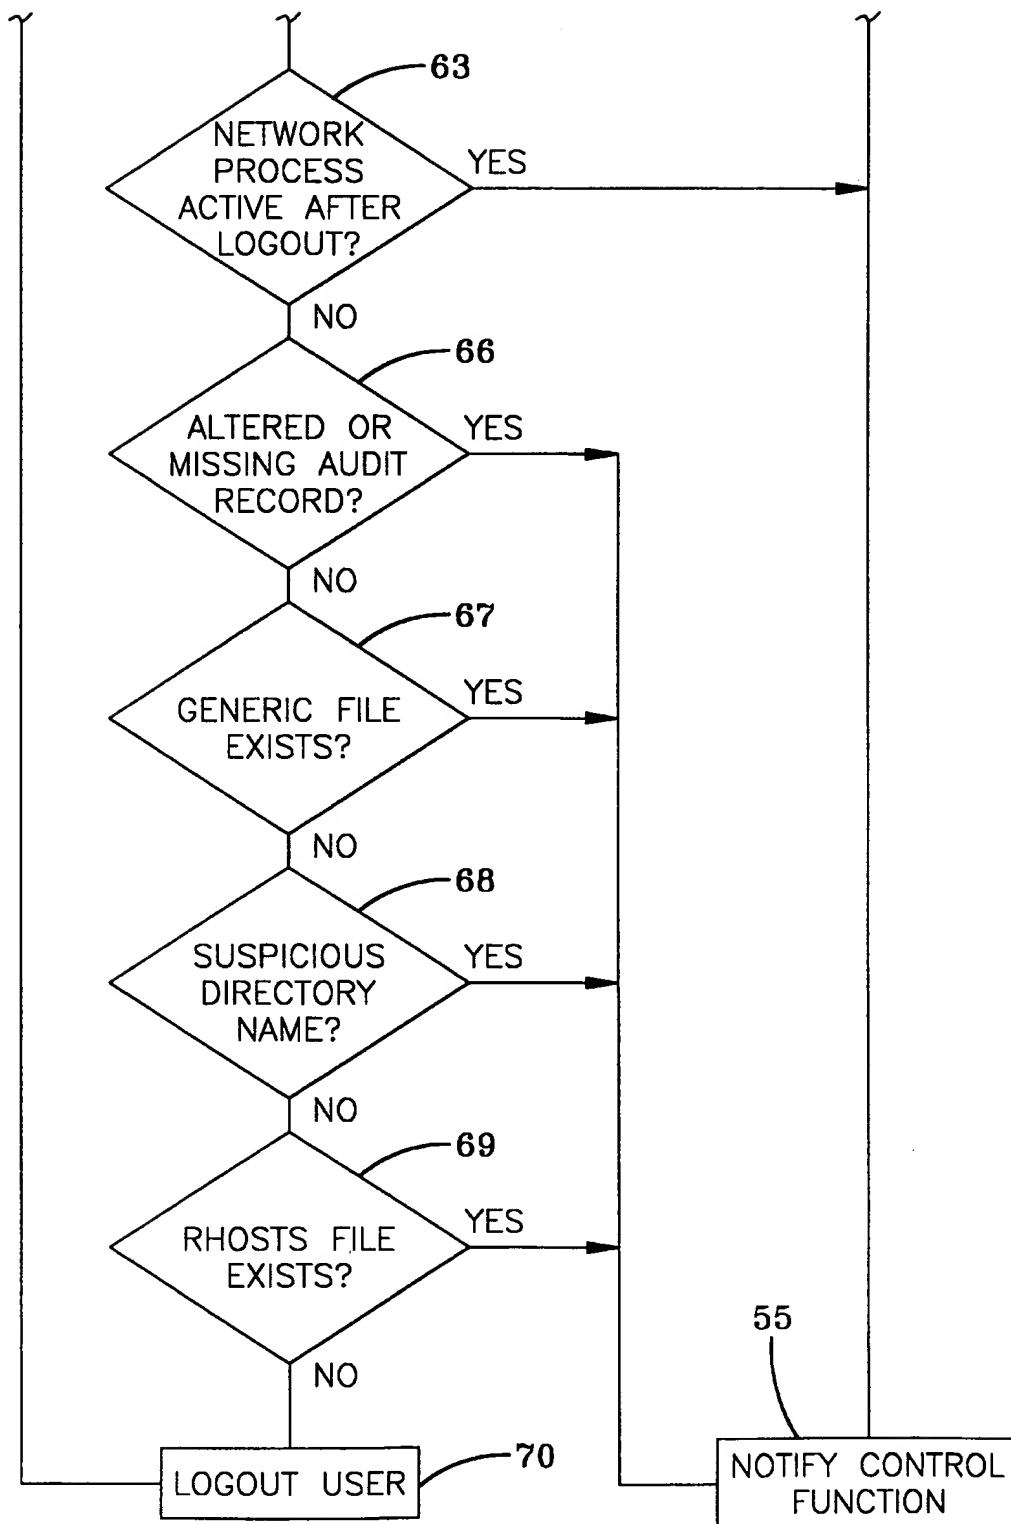 63
NETWORK
PROCESS
ACTIVE AFTER
LOGOUT?
YES
NO
66
ALTERED OR
MISSING AUDIT
RECORD?
YES
NO
67
GENERIC FILE
EXISTS?
YES
NO
68
SUSPICIOUS
DIRECTORY
NAME?
YES
NO
69
RHOSTS FILE
EXISTS?
YES
NO
LOGOUT USER
70
55
NOTIFY CONTROL
FUNCTION